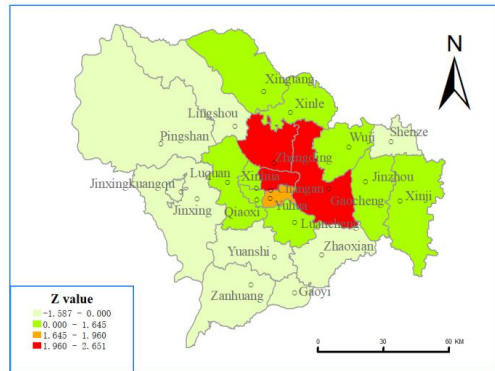 N
Xingtang
Xinle
Lingshou
Pingshan
Zhengding
Wuji
Shenze
Jinxingkuangqu
Luquan
Xinhua
Changan
Jinzhou
Jinxing
Qiaoxi
Yuhua
Gaocheng
Xinji
Luancheng
Yuanshi
Zhaoxian
Zanhuang
Gaoyi
Z value
-1.587 - 0.000
0.000 - 1.645
1.645 - 1.960
1.960 - 2.651
0 30 60 KM